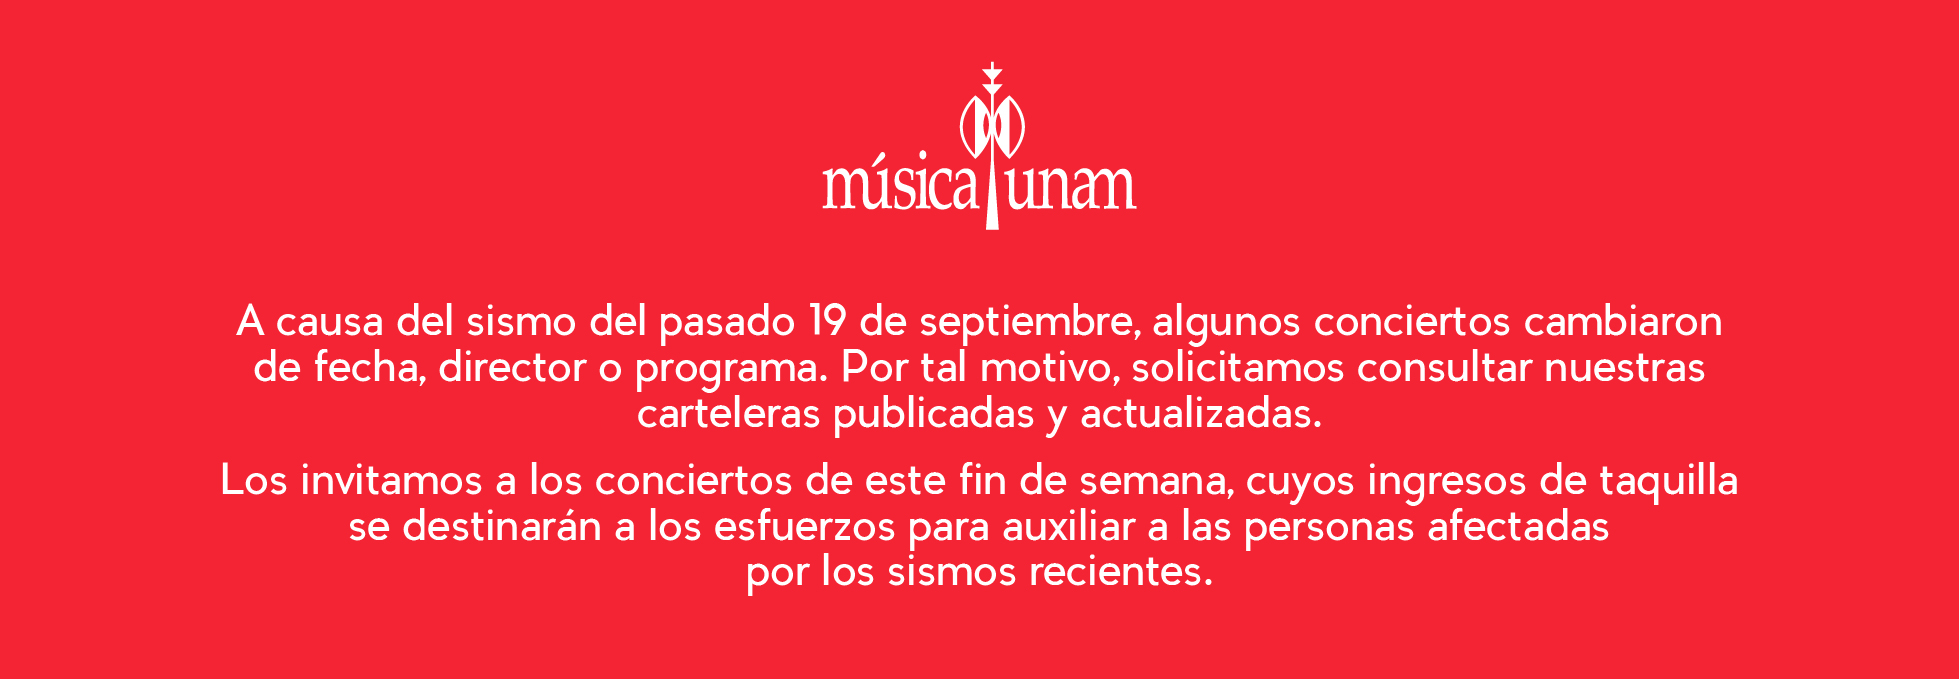 música unam
A causa del sismo del pasado 19 de septiembre, algunos conciertos cambiaron
de fecha, director o programa. Por tal motivo, solicitamos consultar nuestras
carteleras publicadas y actualizadas.
Los invitamos a los conciertos de este fin de semana, cuyos ingresos de taquilla
se destinarán a los esfuerzos para auxiliar a las personas afectadas
por los sismos recientes.